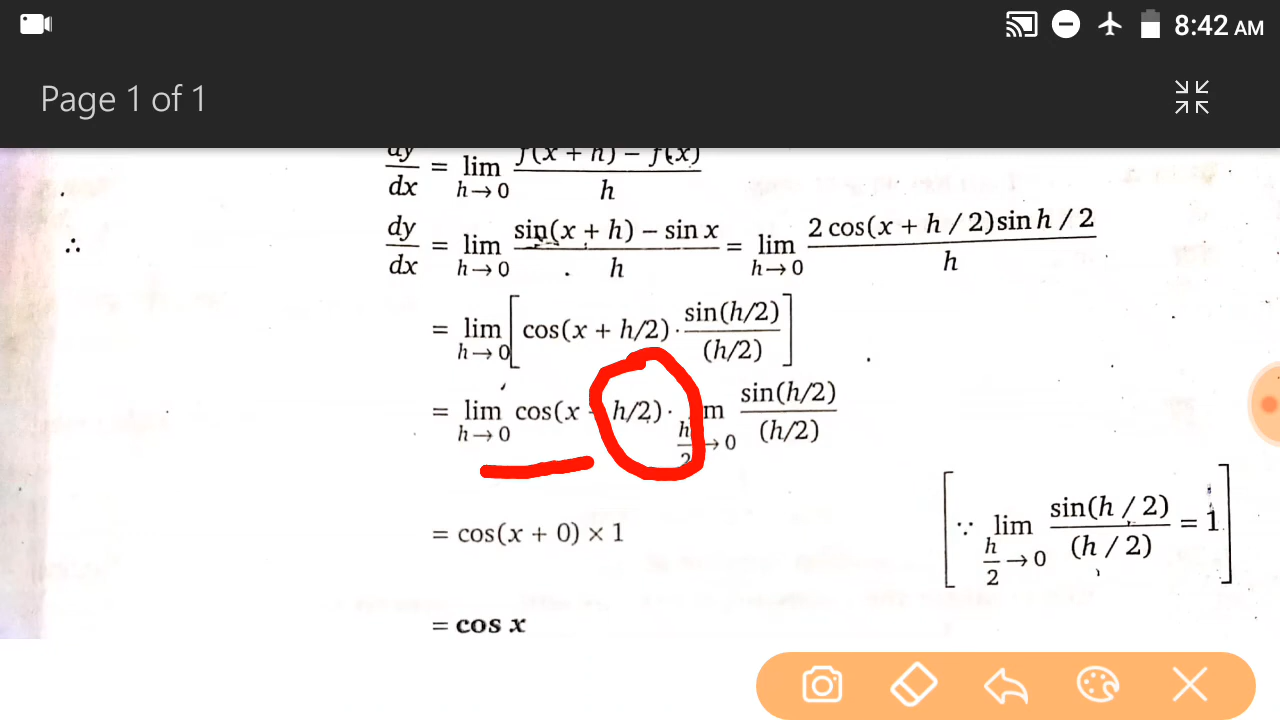 8:42 AM
Page 1 of 1
dy/dx = lim h→0 f(x + h) − f(x) / h
∴ dy/dx = lim h→0 sin(x + h) − sin x / h = lim h→0 2 cos(x + h / 2)sin h / 2 / h
= lim h→0 [cos(x + h/2) · sin(h/2) / (h/2)]
= lim h→0 cos(x h/2) · m h/2 →0 sin(h/2) / (h/2)
[∵ lim h/2 →0 sin(h / 2) / (h / 2) = 1]
= cos(x + 0) × 1
= cos x